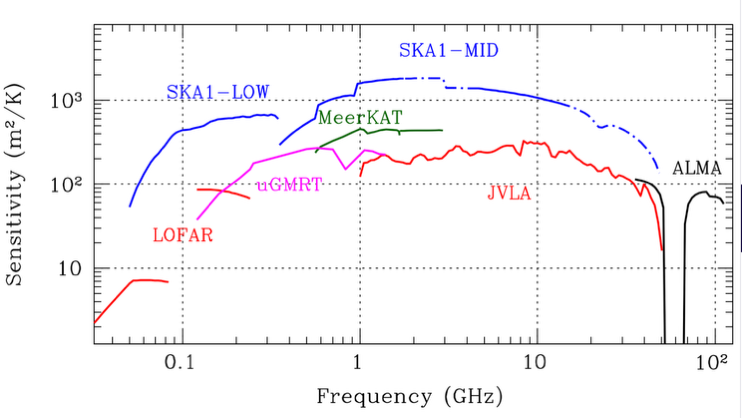 SKA1-MID
SKA1-LOW
MeerKAT
ALMA
uGMRT
JVLA
LOFAR
Sensitivity (m²/K)
10³
10²
10
0.1
1
10
10²
Frequency (GHz)